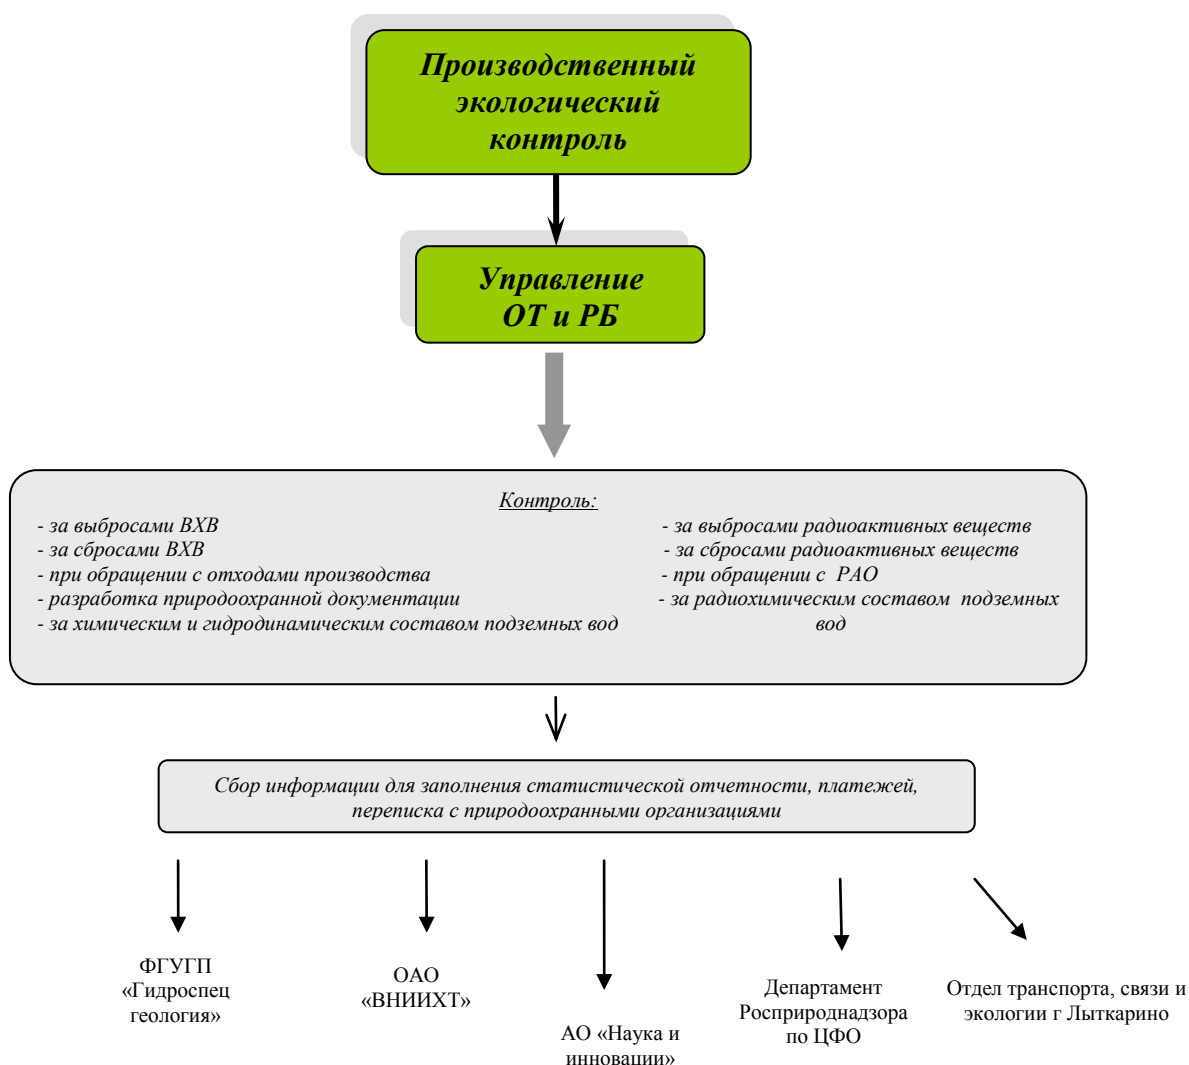 Производственный
экологический
контроль
Управление
ОТ и РБ
Контроль:
- за выбросами ВХВ
- за сбросами ВХВ
- при обращении с отходами производства
- разработка природоохранной документации
- за химическим и гидродинамическим составом подземных вод
- за выбросами радиоактивных веществ
- за сбросами радиоактивных веществ
- при обращении с РАО
- за радиохимическим составом подземных
вод
Сбор информации для заполнения статистической отчетности, платежей,
переписка с природоохранными организациями
ФГУГП
«Гидроспец
геология»
ОАО
«ВНИИХТ»
АО «Наука и
инновации»
Департамент
Росприроднадзора
по ЦФО
Отдел транспорта, связи и
экологии г Лыткарино